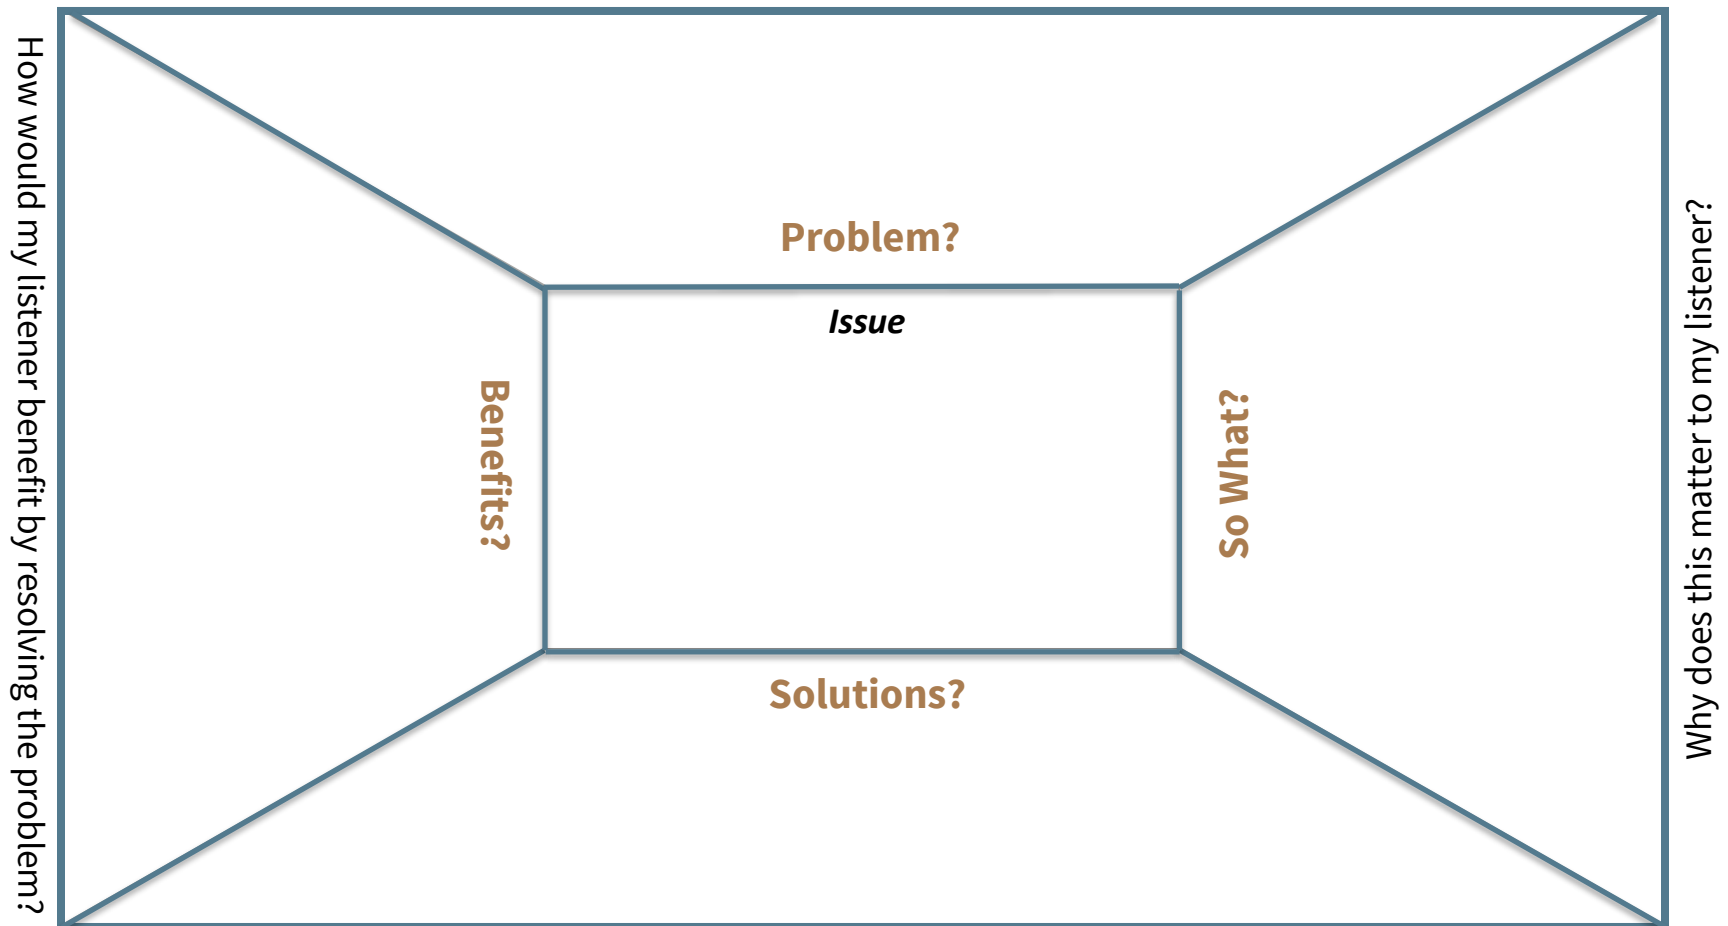 Problem?
Issue
Benefits?
So What?
Solutions?
How would my listener benefit by resolving the problem?
Why does this matter to my listener?